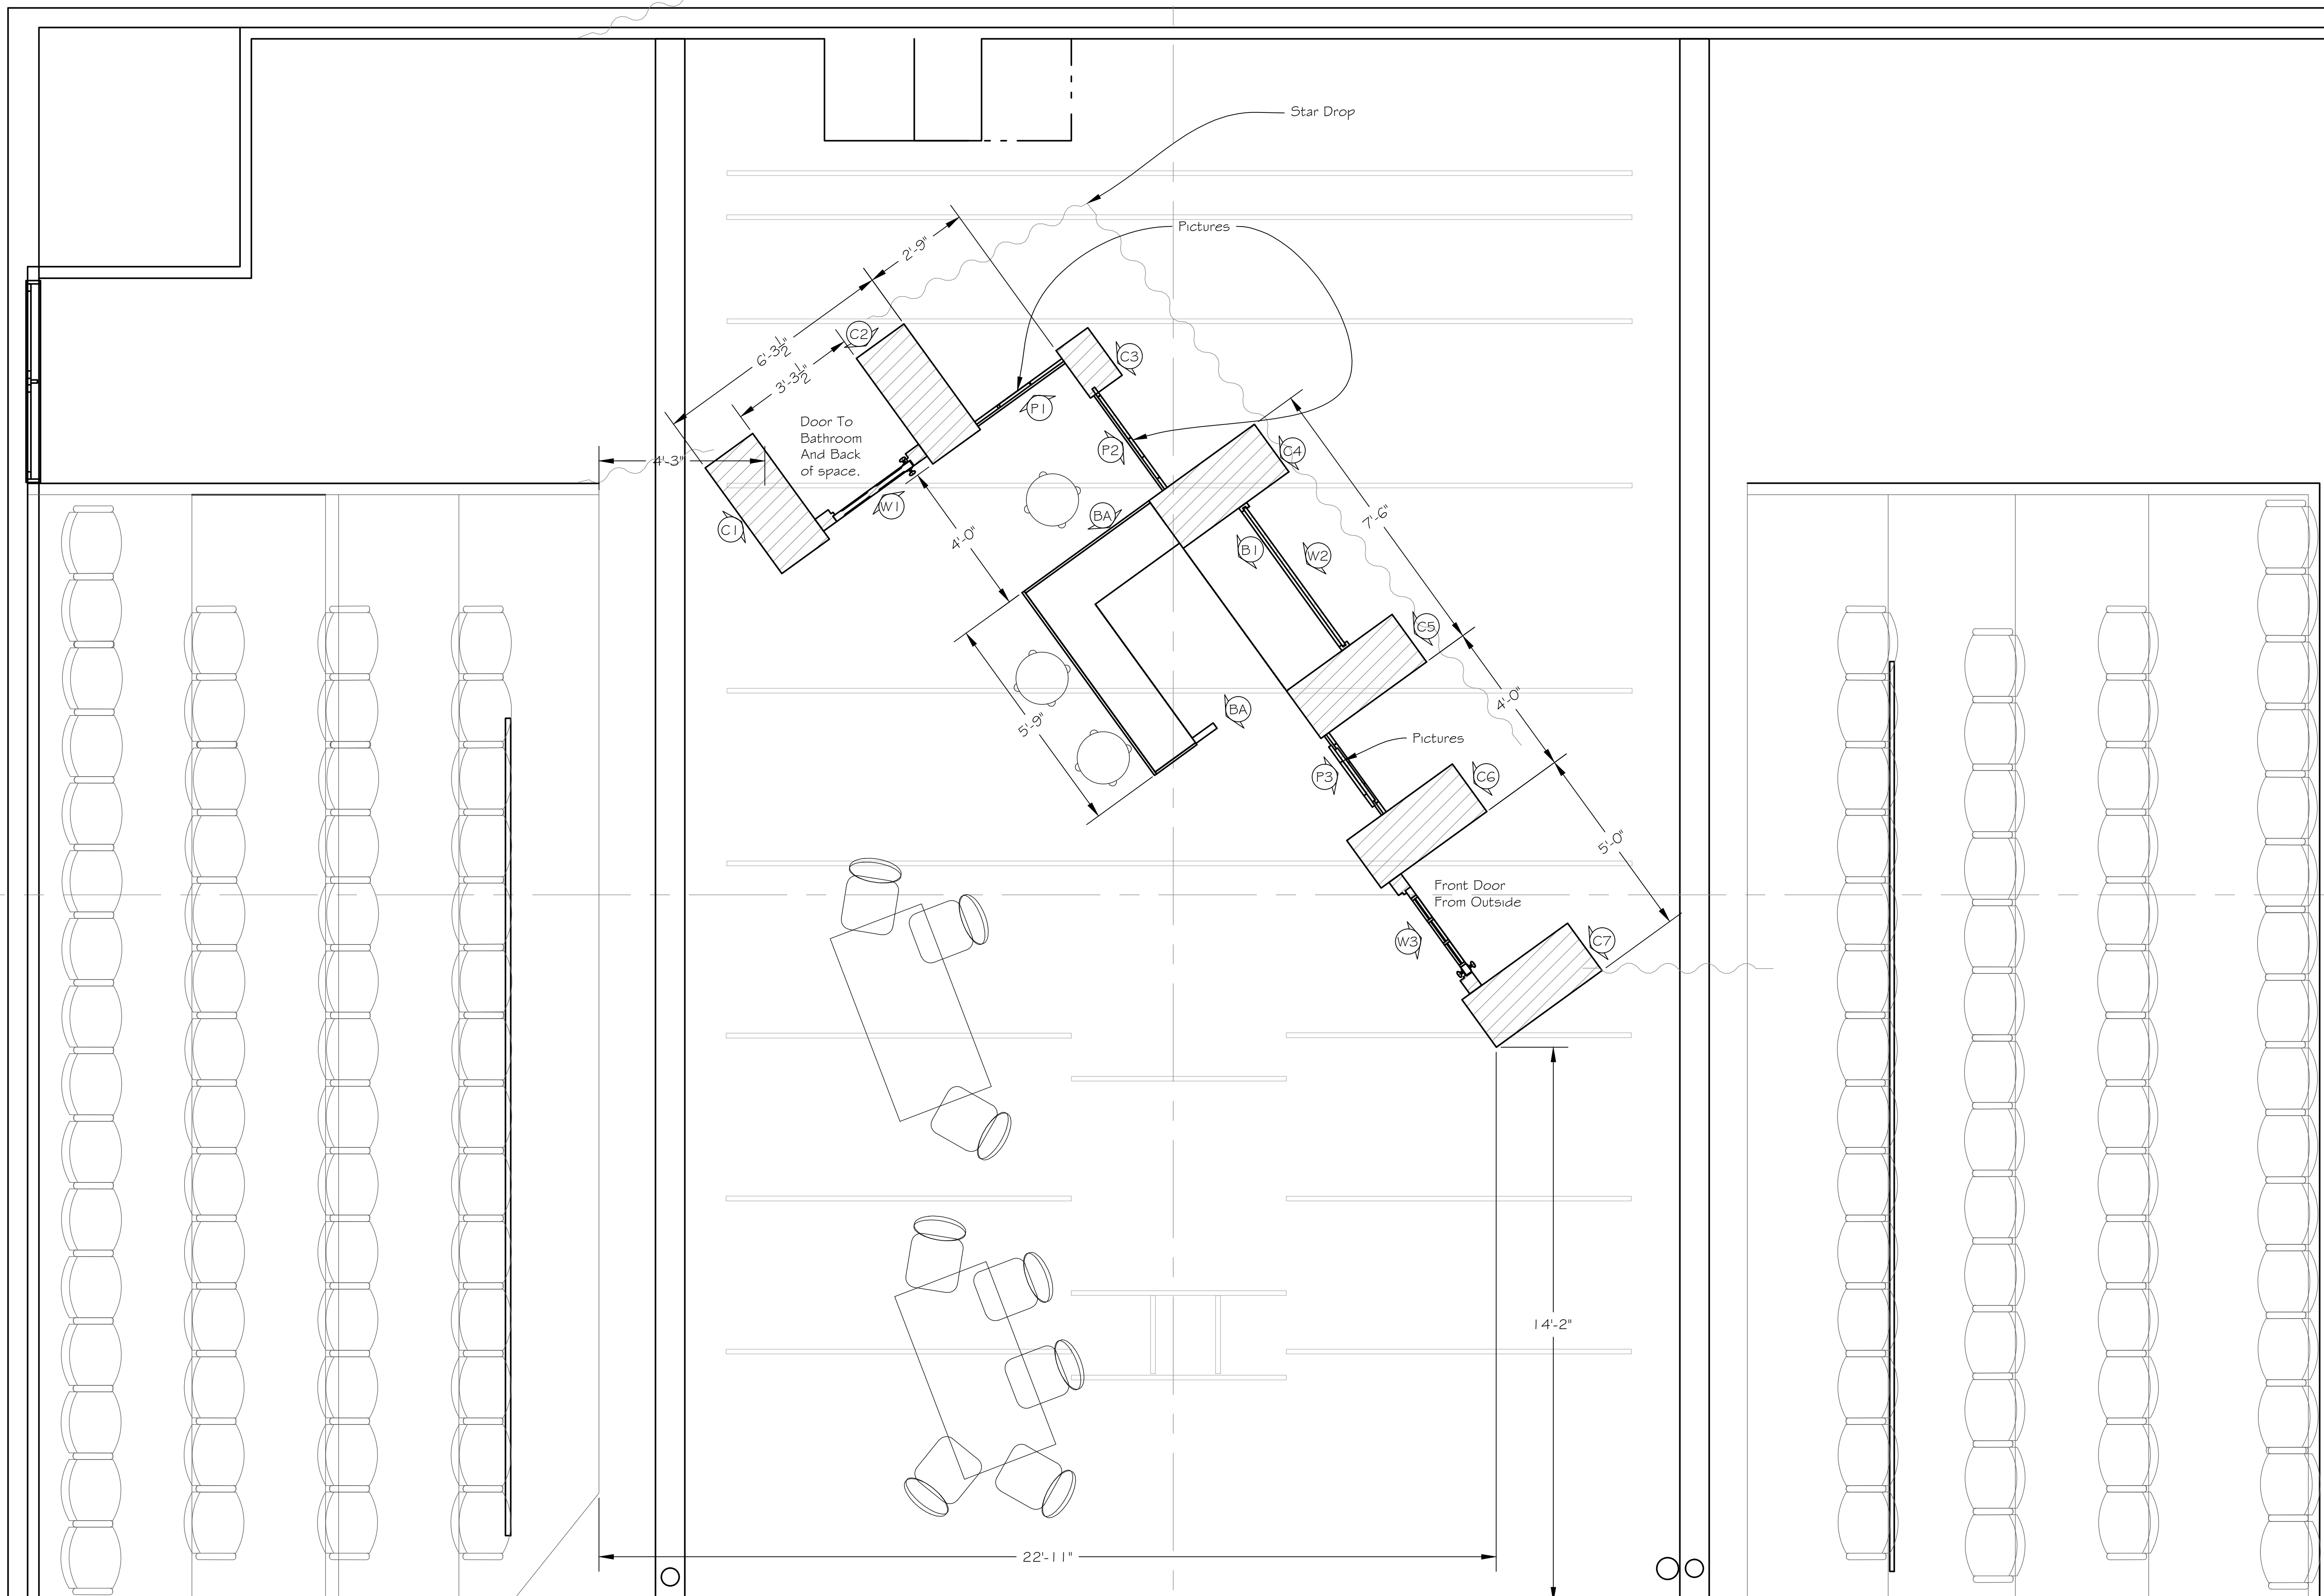 Star Drop
Pictures
2'-9"
6'-3½"
3'-3½"
C2
C3
P1
Door To
Bathroom
And Back
of space.
4'-3"
P2
C4
W1
C1
BA
4'-0"
B1
W2
7'-6"
C5
5'-9"
BA
4'-0"
Pictures
P3
C6
5'-0"
Front Door
From Outside
W3
C7
14'-2"
22'-11"